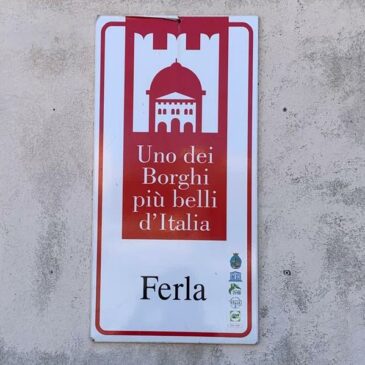 Uno dei
Borghi
più belli
d'Italia
Ferla